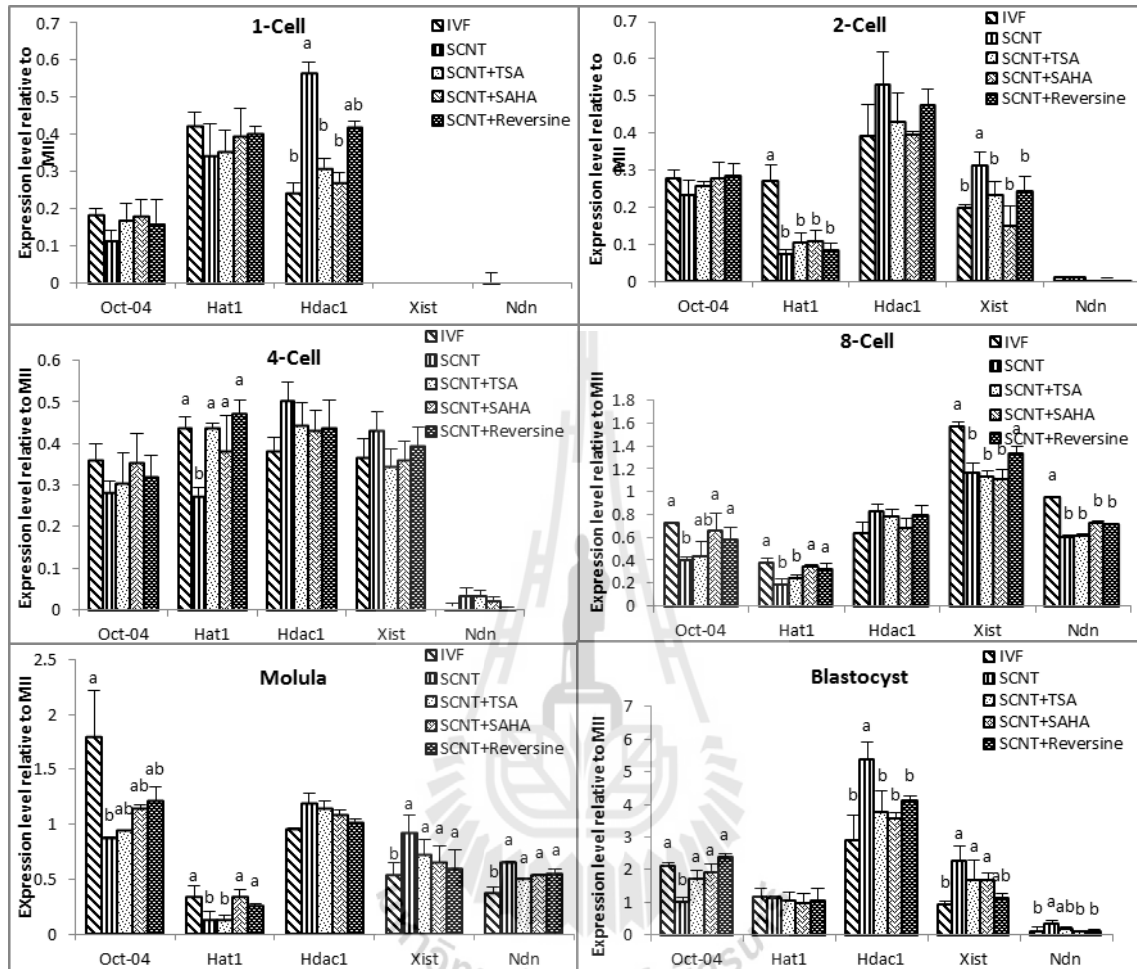 1-Cell
Expression level relative to MII
0.7
0.6
0.5
0.4
0.3
0.2
0.1
0
IVF
SCNT
SCNT+TSA
SCNT+SAHA
SCNT+Reversine
b
a
b
b
ab
Oct-04 Hat1 Hdac1 Xist Ndn
2-Cell
Expression level relative to
MII
0.7
0.6
0.5
0.4
0.3
0.2
0.1
0
IVF
SCNT
SCNT+TSA
SCNT+SAHA
SCNT+Reversine
a
b b b b
b
a
b
b
b
Oct-04 Hat1 Hdac1 Xist Ndn
4-Cell
Expression level relative to MII
0.6
0.5
0.4
0.3
0.2
0.1
0
IVF
SCNT
SCNT+TSA
SCNT+SAHA
SCNT+Reversine
a
b
a a
a
Oct-04 Hat1 Hdac1 Xist Ndn
8-Cell
Expression level relative to MII
1.8
1.6
1.4
1.2
1
0.8
0.6
0.4
0.2
0
IVF
SCNT
SCNT+TSA
SCNT+SAHA
SCNT+Reversine
a
b
ab
a
a
a
b b
a a
a
b b b
a
a
b b
b b
Oct-04 Hat1 Hdac1 Xist Ndn
Molula
Expression level relative to MII
2.5
2
1.5
1
0.5
0
IVF
SCNT
SCNT+TSA
SCNT+SAHA
SCNT+Reversine
a
b ab
ab
ab
a
b b
a
a
b
a
a
a
a
b
a
a a a
Oct-04 Hat1 Hdac1 Xist Ndn
Blastocyst
Expression level relative to MII
7
6
5
4
3
2
1
0
IVF
SCNT
SCNT+TSA
SCNT+SAHA
SCNT+Reversine
a
b
a
a
a
b
a
b
b
b
b
a
a
a
ab
b a ab b b
Oct-04 Hat1 Hdac1 Xist Ndn